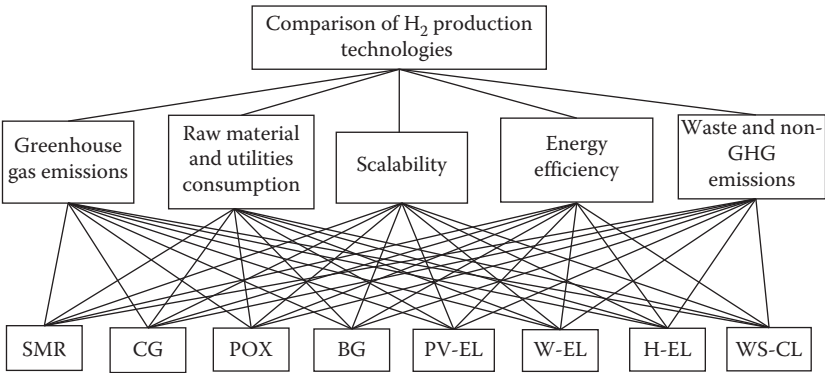 Comparison of H₂ production
technologies
Greenhouse
gas emissions
Raw material
and utilities
consumption
Scalability
Energy
efficiency
Waste and non-
GHG
emissions
SMR
CG
POX
BG
PV-EL
W-EL
H-EL
WS-CL